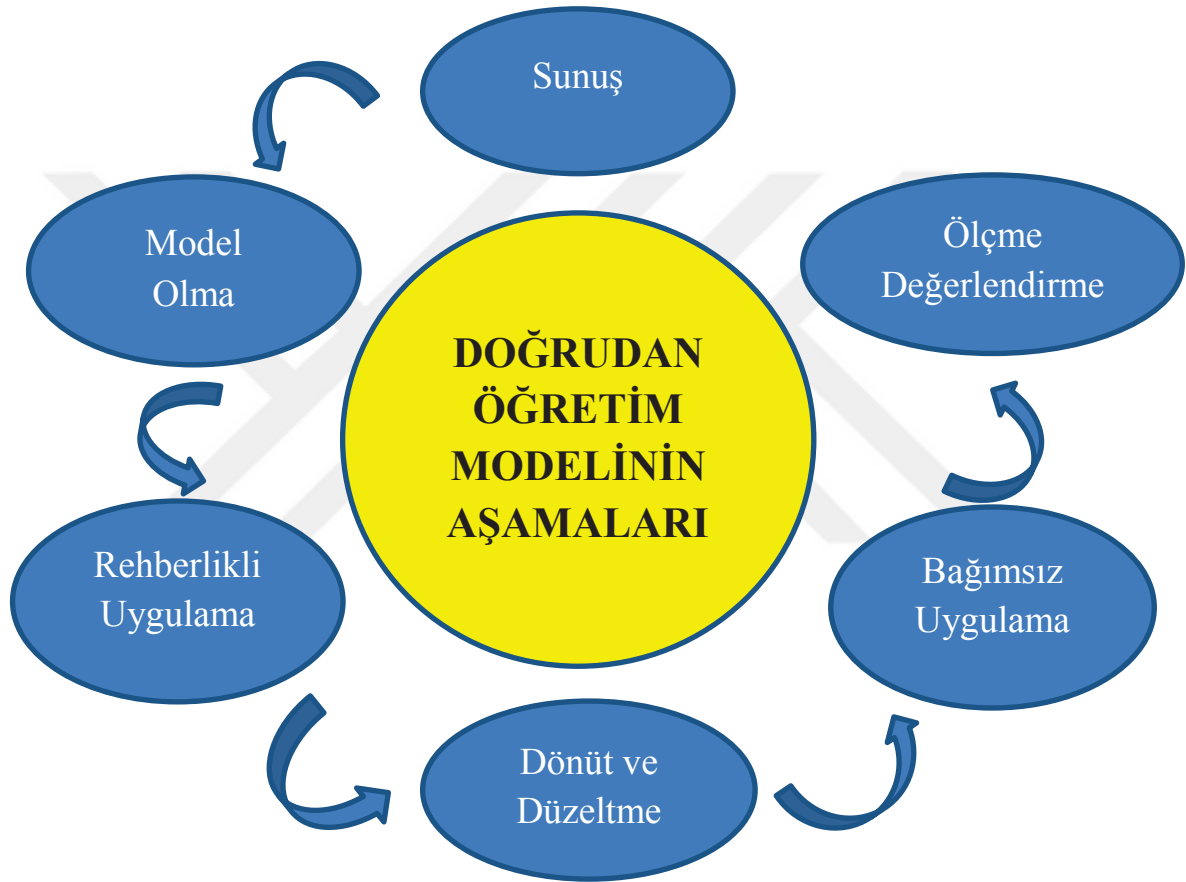 Sunuş
Model
Olma
Rehberlikli
Uygulama
Dönüt ve
Düzeltme
Bağımsız
Uygulama
Ölçme
Değerlendirme
DOĞRUDAN
ÖĞRETİM
MODELİNİN
AŞAMALARI